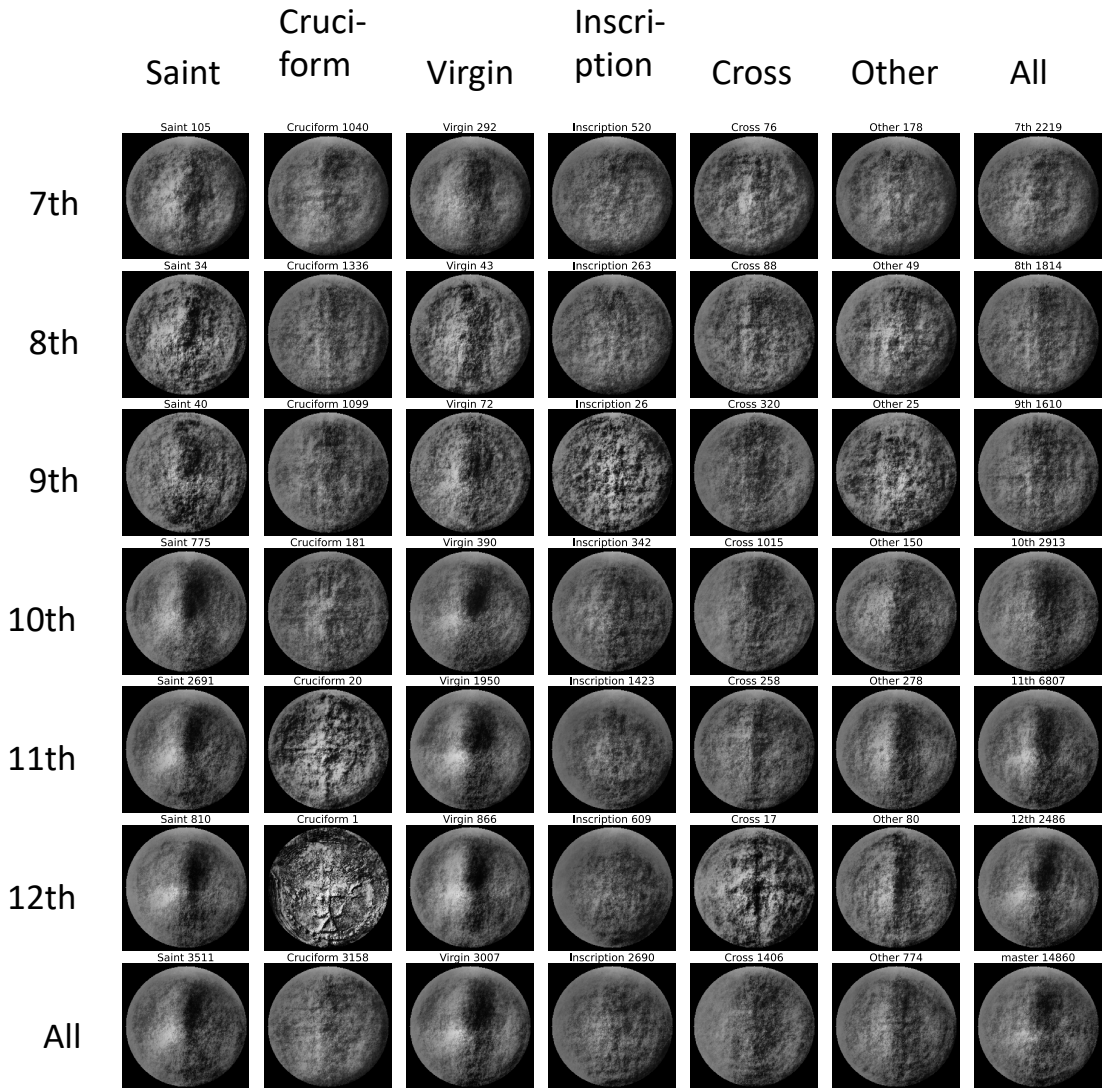 Saint
Cruci-
form
Virgin
Inscri-
ption
Cross
Other
All
Saint 105
Cruciform 1040
Virgin 292
Inscription 520
Cross 76
Other 178
7th 2219
7th
Saint 34
Cruciform 1336
Virgin 43
Inscription 263
Cross 88
Other 49
8th 1814
8th
Saint 40
Cruciform 1099
Virgin 72
Inscription 26
Cross 320
Other 25
9th 1610
9th
Saint 775
Cruciform 181
Virgin 390
Inscription 342
Cross 1015
Other 150
10th 2913
10th
Saint 2691
Cruciform 20
Virgin 1950
Inscription 1423
Cross 258
Other 278
11th 6807
11th
Saint 810
Cruciform 1
Virgin 866
Inscription 609
Cross 17
Other 80
12th 2486
12th
Saint 3511
Cruciform 3158
Virgin 3007
Inscription 2690
Cross 1406
Other 774
master 14860
All